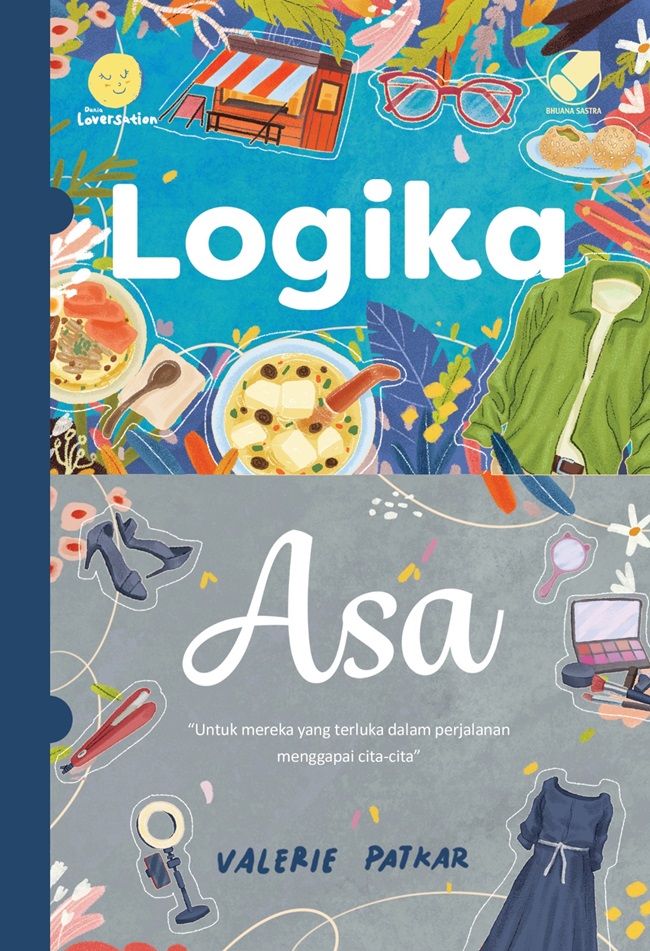 Dunia
Loversation
BHUANA SASTRA
Logika
Asa
“Untuk mereka yang terluka dalam perjalanan
menggapai cita-cita”
VALERIE PATKAR